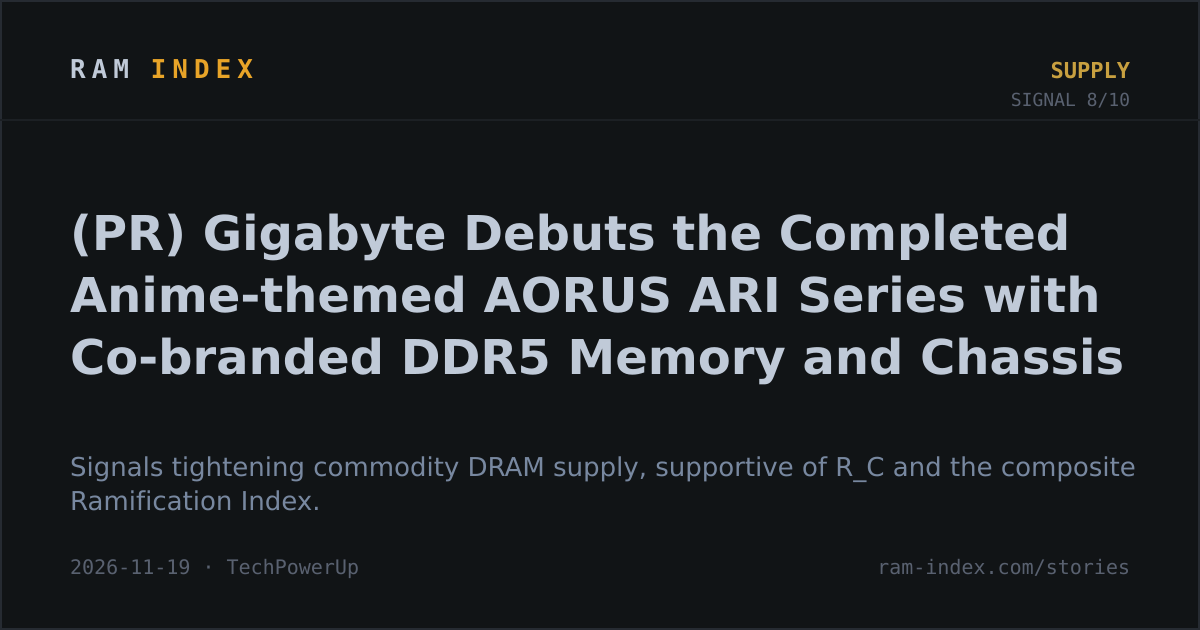 RAM INDEX
SUPPLY
SIGNAL 8/10
(PR) Gigabyte Debuts the Completed
Anime-themed AORUS ARI Series with
Co-branded DDR5 Memory and Chassis
Signals tightening commodity DRAM supply, supportive of R_C and the composite
Ramification Index.
2026-11-19 · TechPowerUp
ram-index.com/stories